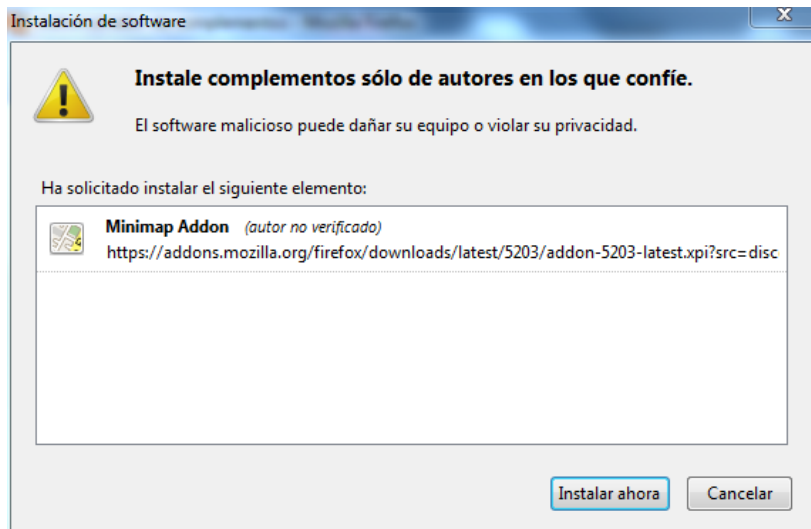 Instalación de software
Instale complementos sólo de autores en los que confíe.
El software malicioso puede dañar su equipo o violar su privacidad.
Ha solicitado instalar el siguiente elemento:
Minimap Addon (autor no verificado)
https://addons.mozilla.org/firefox/downloads/latest/5203/addon-5203-latest.xpi?src=disc
Instalar ahora Cancelar